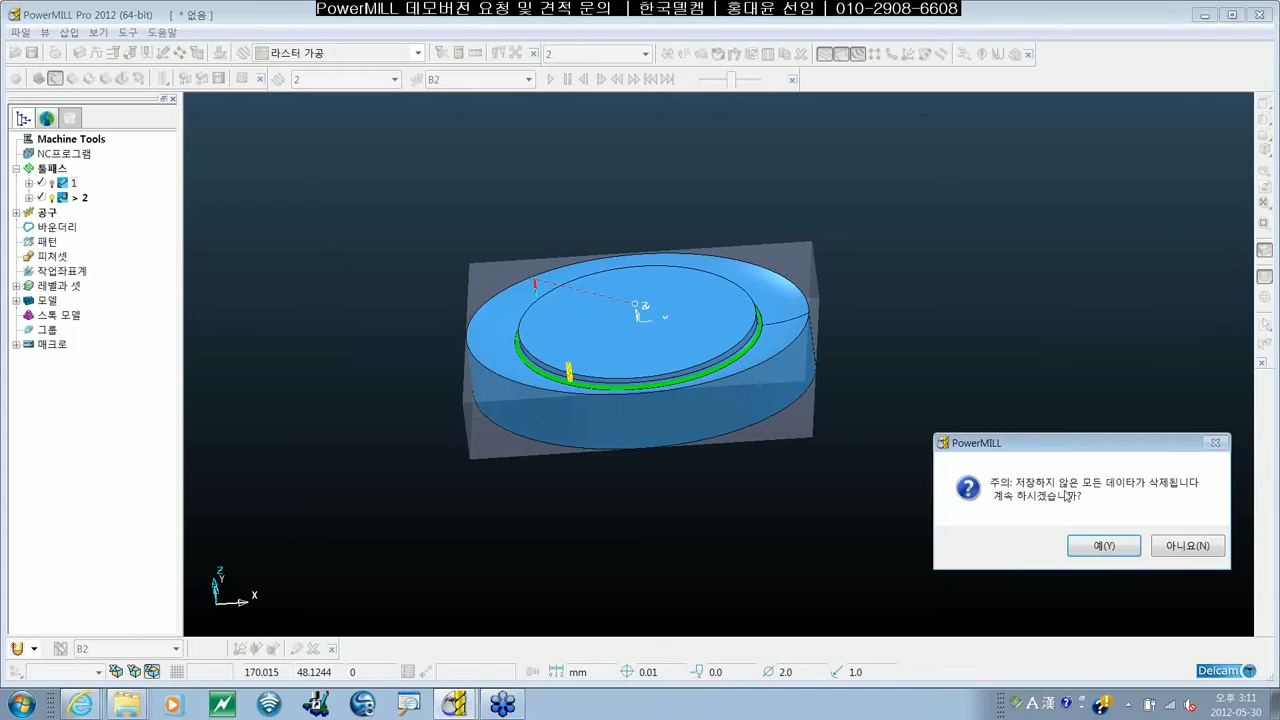 PowerMILL 데모버전 요청 및 견적 문의 | 한국델켐 | 홍대윤 선임 | 010-2908-6608
PowerMILL Pro 2012 (64-bit) [ * 없음 ]
파일 뷰 삽입 보기 도구 도움말
라스터 가공 2
2 B2
Machine Tools
NC프로그램
툴패스
1
> 2
공구
바운더리
패턴
피쳐셋
작업좌표계
레벨과 셋
모델
스톡 모델
그룹
매크로
Z
PowerMILL
주의: 저장하지 않은 모든 데이타가 삭제됩니다
계속 하시겠습니까?
예(Y) 아니요(N)
Z
Y
X
B2
170.015 48.1244 0 mm 0.01 0.0 2.0 1.0
Delcam
A 漢
오후 3:11
2012-05-30